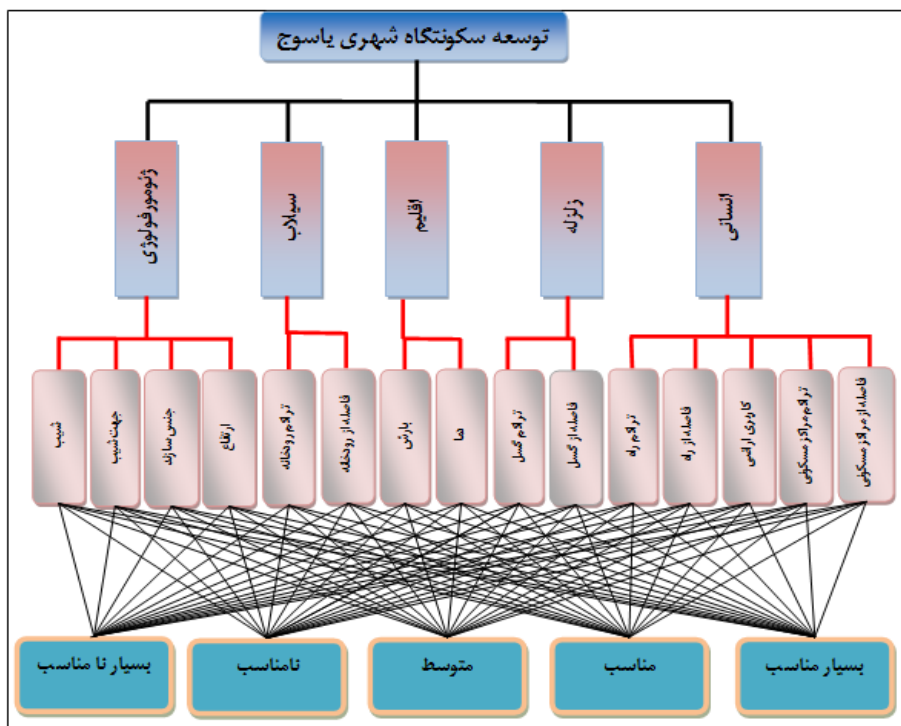 توسعه سکونتگاه شهری یاسوج
انسانی
زلزله
اقلیم
سیلاب
ژئومورفولوژی
فاصله از مراکز مسکونی
تراکم مراکز مسکونی
کاربری اراضی
فاصله از راه
تراکم راه
فاصله از گسل
تراکم گسل
دما
بارش
فاصله از رودخانه
تراکم رودخانه
ارتفاع
جنس سازند
جهت شیب
شیب
بسیار مناسب
مناسب
متوسط
نامناسب
بسیار نا مناسب